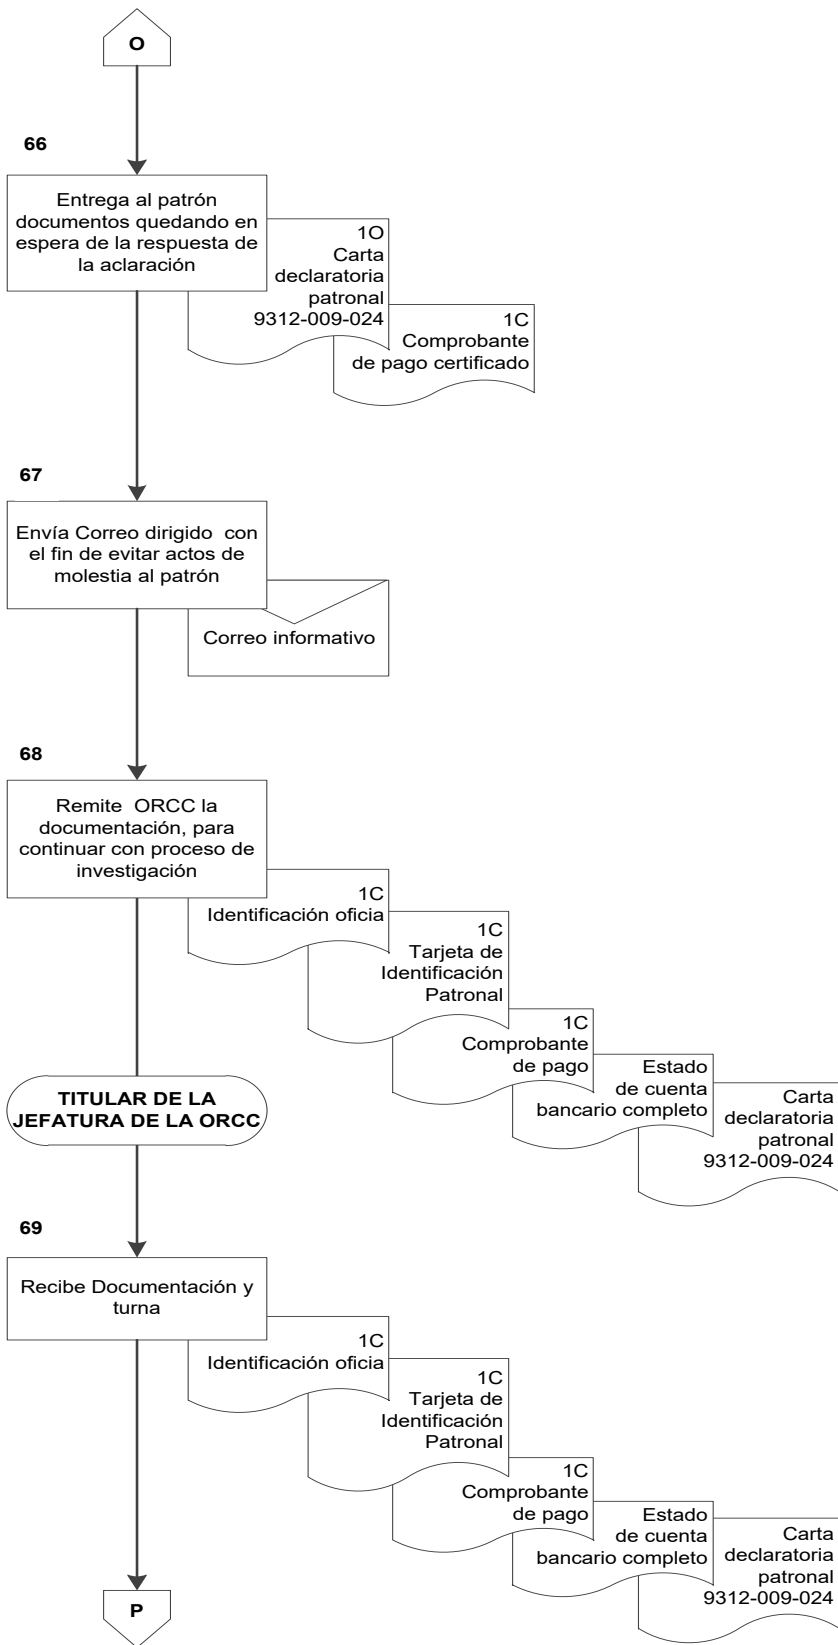 O
66
Entrega al patrón
documentos quedando en
espera de la respuesta de
la aclaración
1O
Carta
declaratoria
patronal
9312-009-024
1C
Comprobante
de pago certificado
67
Envía Correo dirigido con
el fin de evitar actos de
molestia al patrón
Correo informativo
68
Remite ORCC la
documentación, para
continuar con proceso de
investigación
1C
Identificación oficia
1C
Tarjeta de
Identificación
Patronal
1C
Comprobante
de pago
Estado
de cuenta
bancario completo
Carta
declaratoria
patronal
9312-009-024
TITULAR DE LA
JEFATURA DE LA ORCC
69
Recibe Documentación y
turna
1C
Identificación oficia
1C
Tarjeta de
Identificación
Patronal
1C
Comprobante
de pago
Estado
de cuenta
bancario completo
Carta
declaratoria
patronal
9312-009-024
P